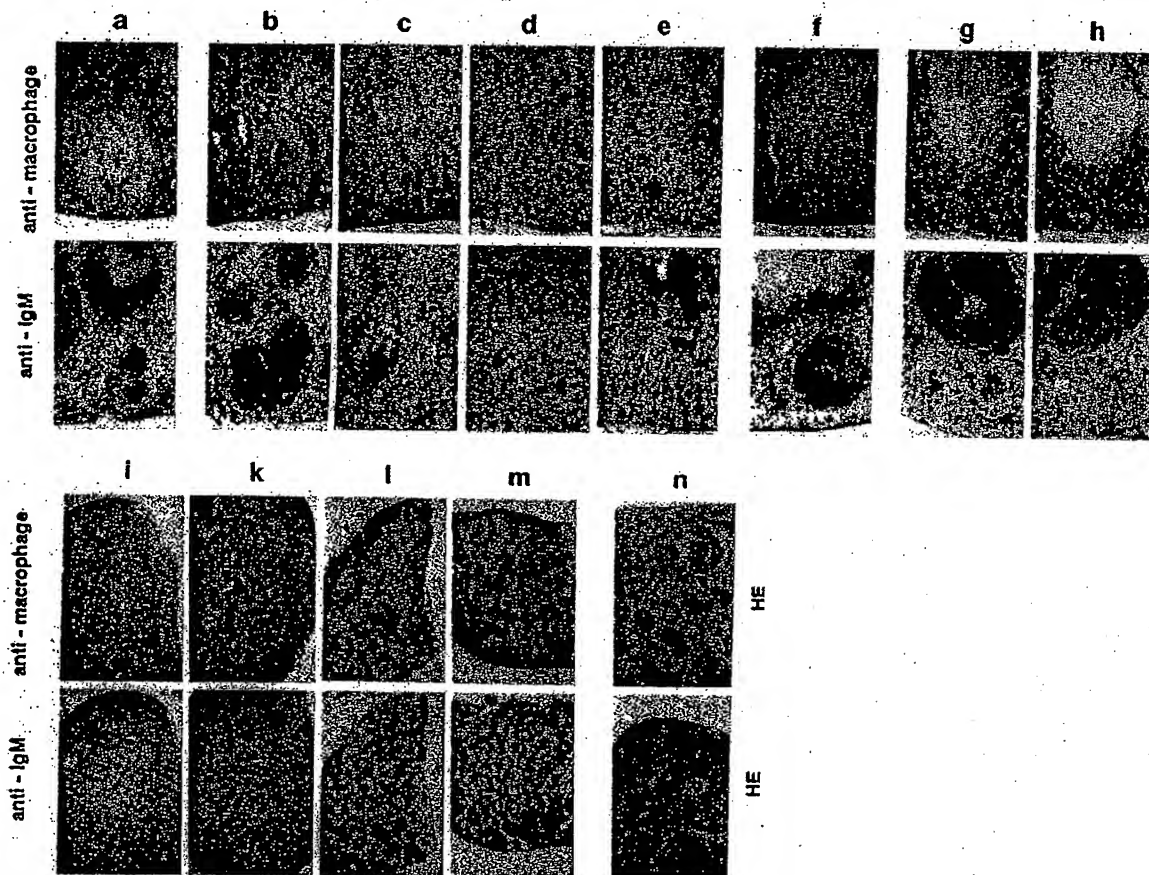 a b c d e f g h
anti - macrophage
anti - IgM
i k l m n
anti - macrophage
HE
anti - IgM
HE